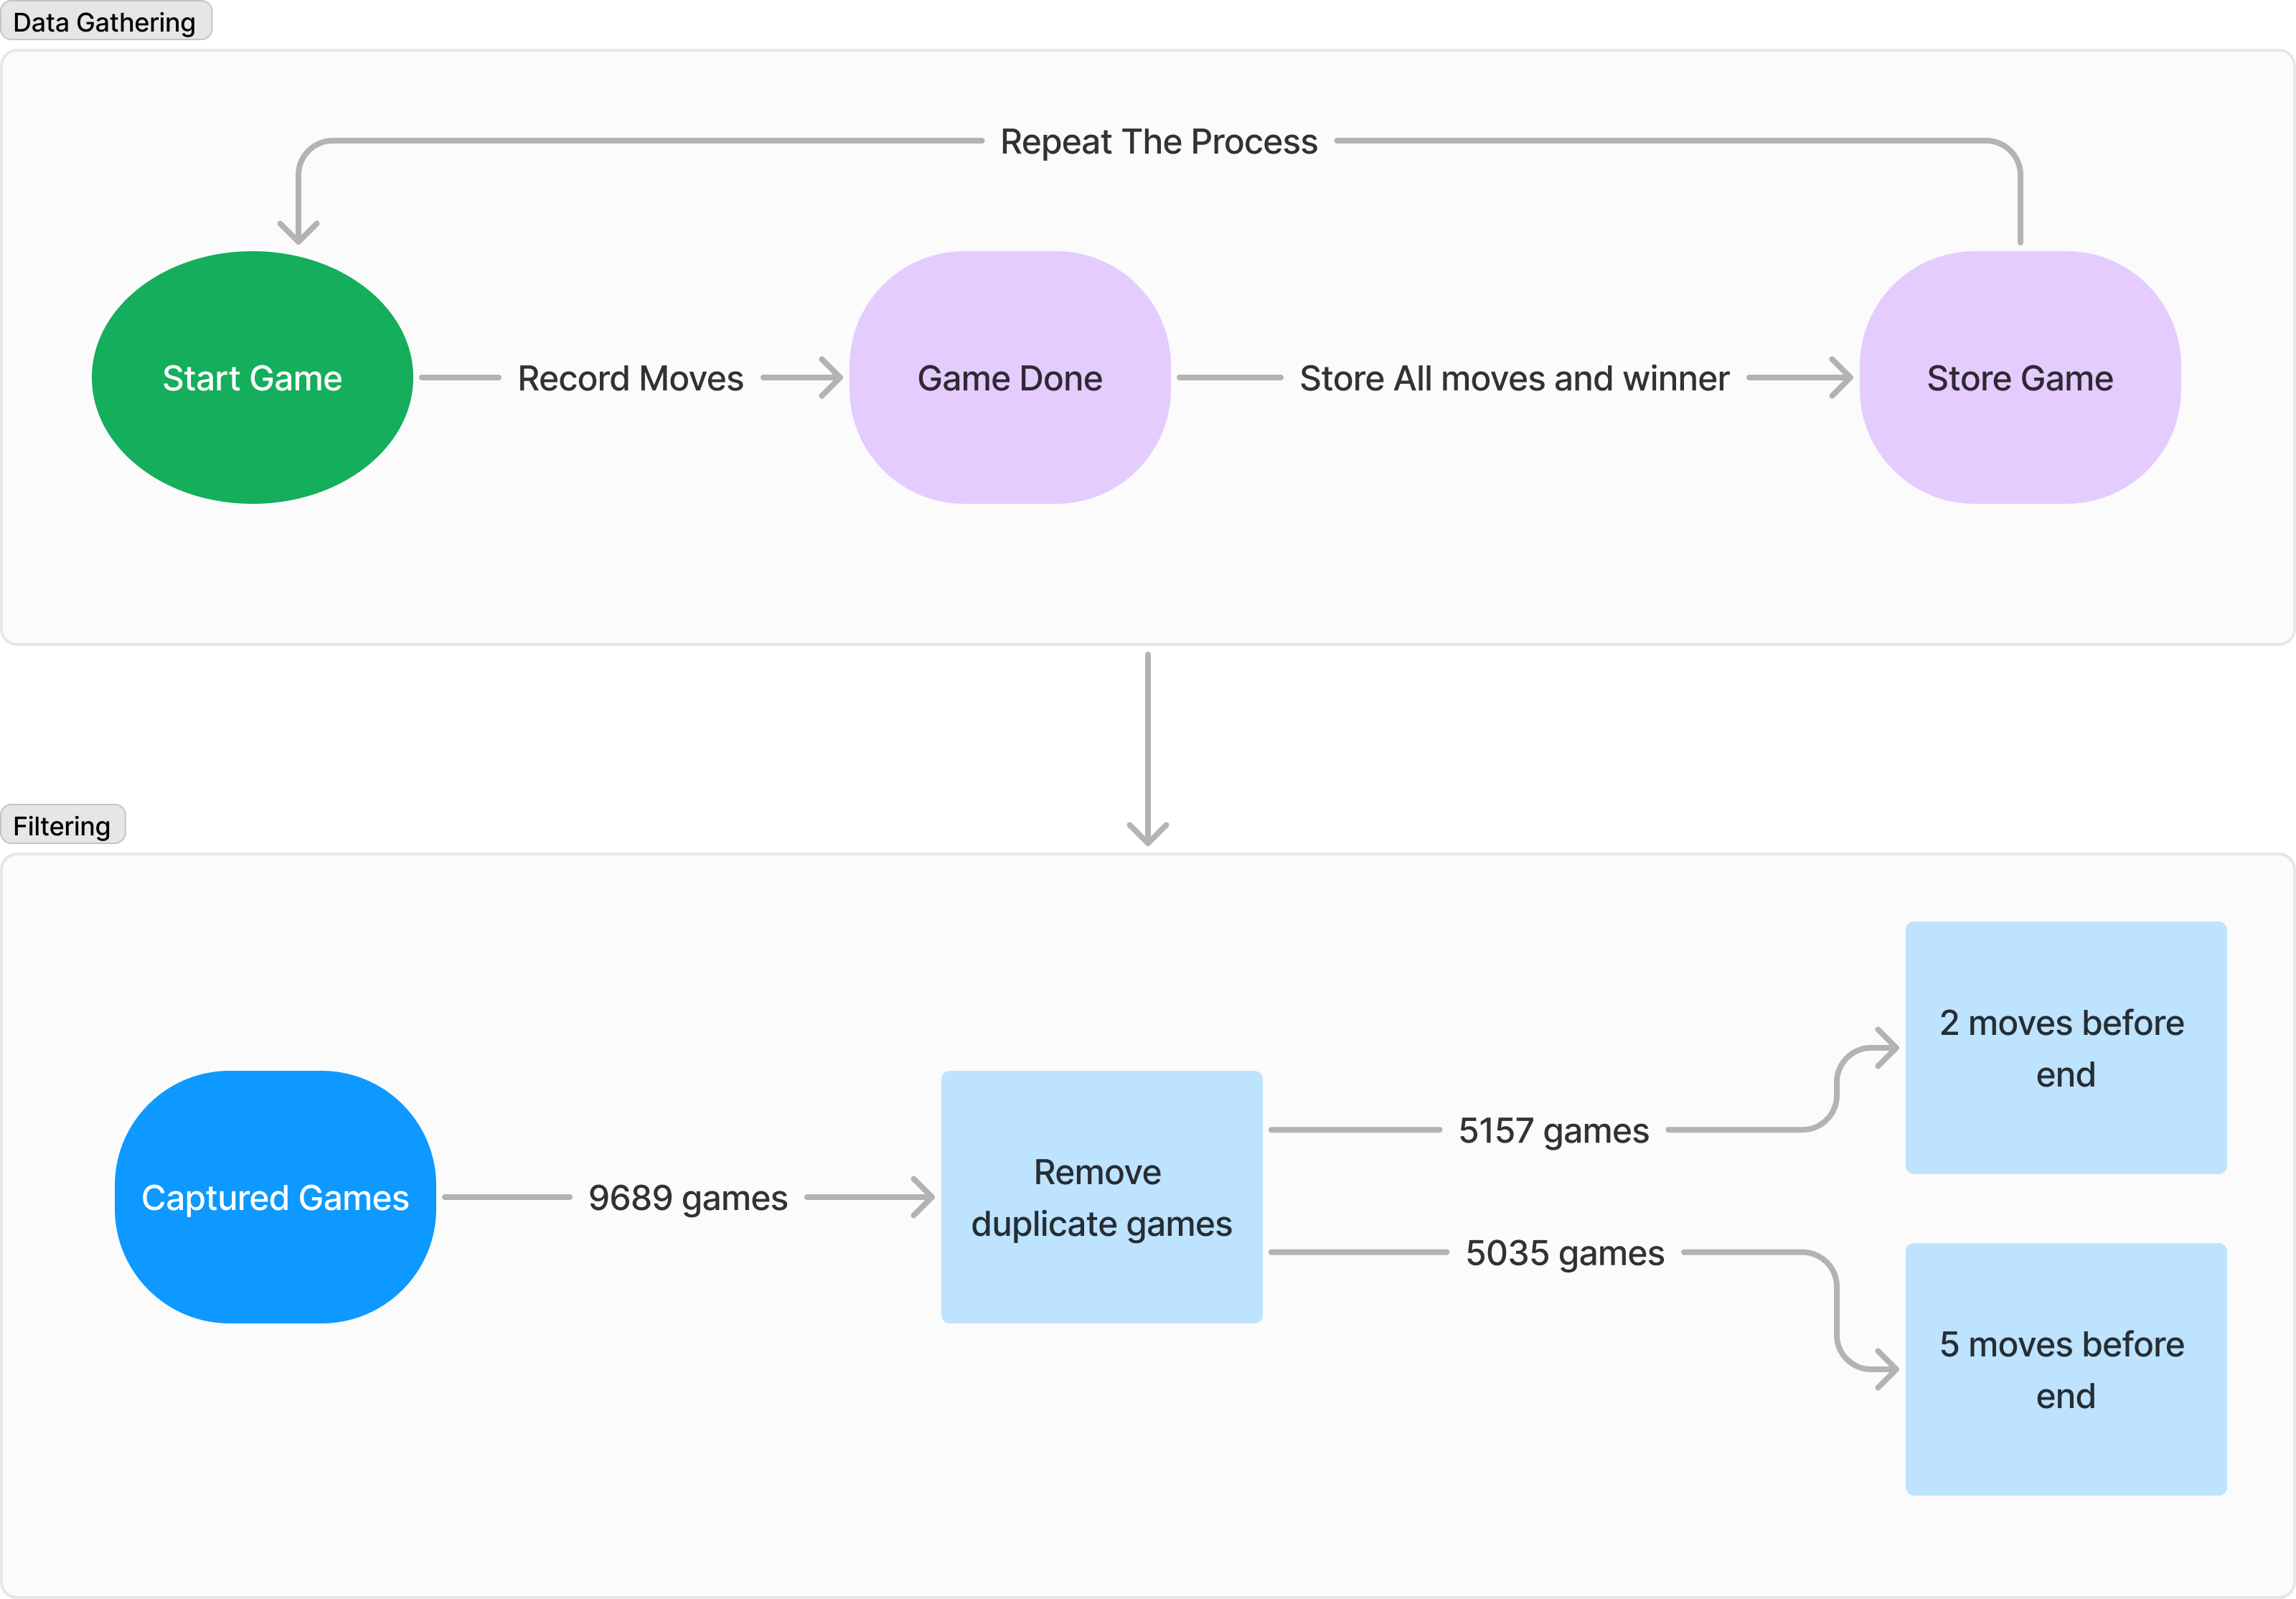 Data Gathering
Repeat The Process
Start Game
Record Moves
Game Done
Store All moves and winner
Store Game
Filtering
Captured Games
9689 games
Remove
duplicate games
5157 games
5035 games
2 moves before
end
5 moves before
end